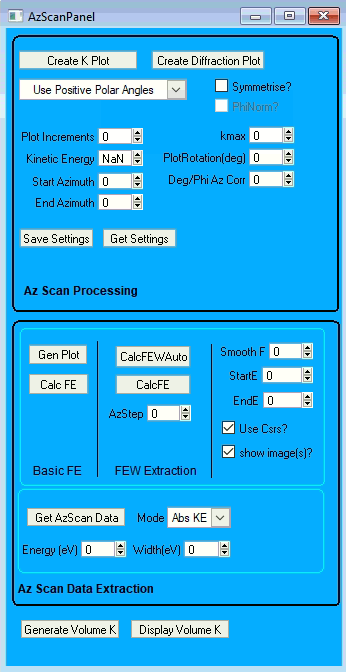 AzScanPanel
Create K Plot Create Diffraction Plot
Use Positive Polar Angles Symmetrise?
PhiNorm?
Plot Increments 0 kmax 0
Kinetic Energy NaN PlotRotation(deg) 0
Start Azimuth 0 Deg/Phi Az Corr 0
End Azimuth 0
Save Settings Get Settings
Az Scan Processing
Gen Plot CalcFEWAuto Smooth F 0
Calc FE CalcFE StartE 0
AzStep 0 EndE 0
Use Csrs?
show image(s)?
Basic FE FEW Extraction
Get AzScan Data Mode Abs KE
Energy (eV) 0 Width(eV) 0
Az Scan Data Extraction
Generate Volume K Display Volume K